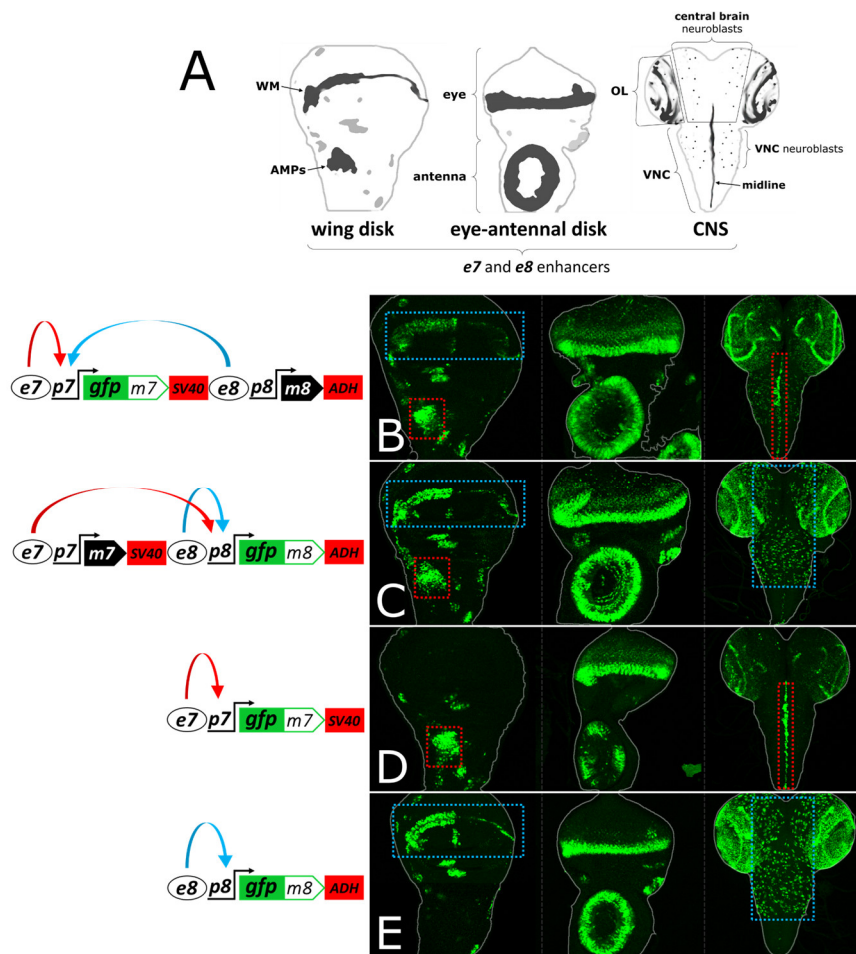 A
central brain
neuroblasts
WM
eye
OL
AMPs
antenna
VNC neuroblasts
VNC
midline
wing disk
eye-antennal disk
CNS
e7 and e8 enhancers
e7 p7 gfp m7 SV40 e8 p8 m8 ADH
B
e7 p7 m7 SV40 e8 p8 gfp m8 ADH
C
e7 p7 gfp m7 SV40
D
e8 p8 gfp m8 ADH
E